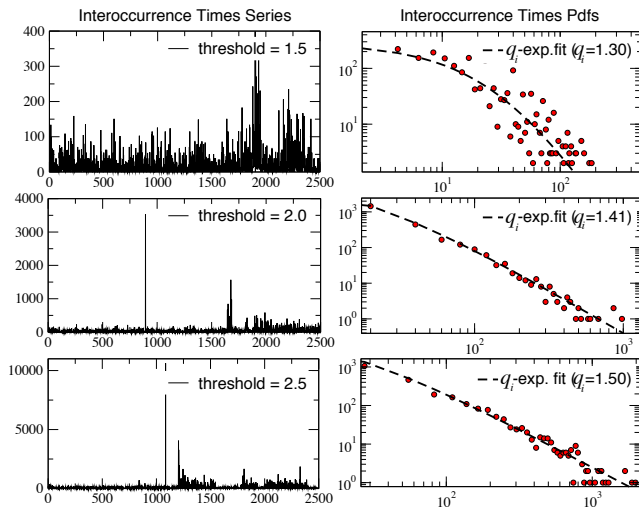 Interoccurrence Times Series
Interoccurrence Times Pdfs
400
300
200
100
0
threshold = 1.5
0 500 1000 1500 2000 2500
10²
10¹
q_i-exp.fit (q_i=1.30)
10¹ 10²
4000
3000
2000
1000
0
threshold = 2.0
0 500 1000 1500 2000 2500
10³
10²
10¹
10⁰
q_i-exp.fit (q_i=1.41)
10² 10³
10000
5000
0
threshold = 2.5
0 500 1000 1500 2000 2500
10³
10²
10¹
10⁰
q_i-exp. fit (q_i=1.50)
10² 10³